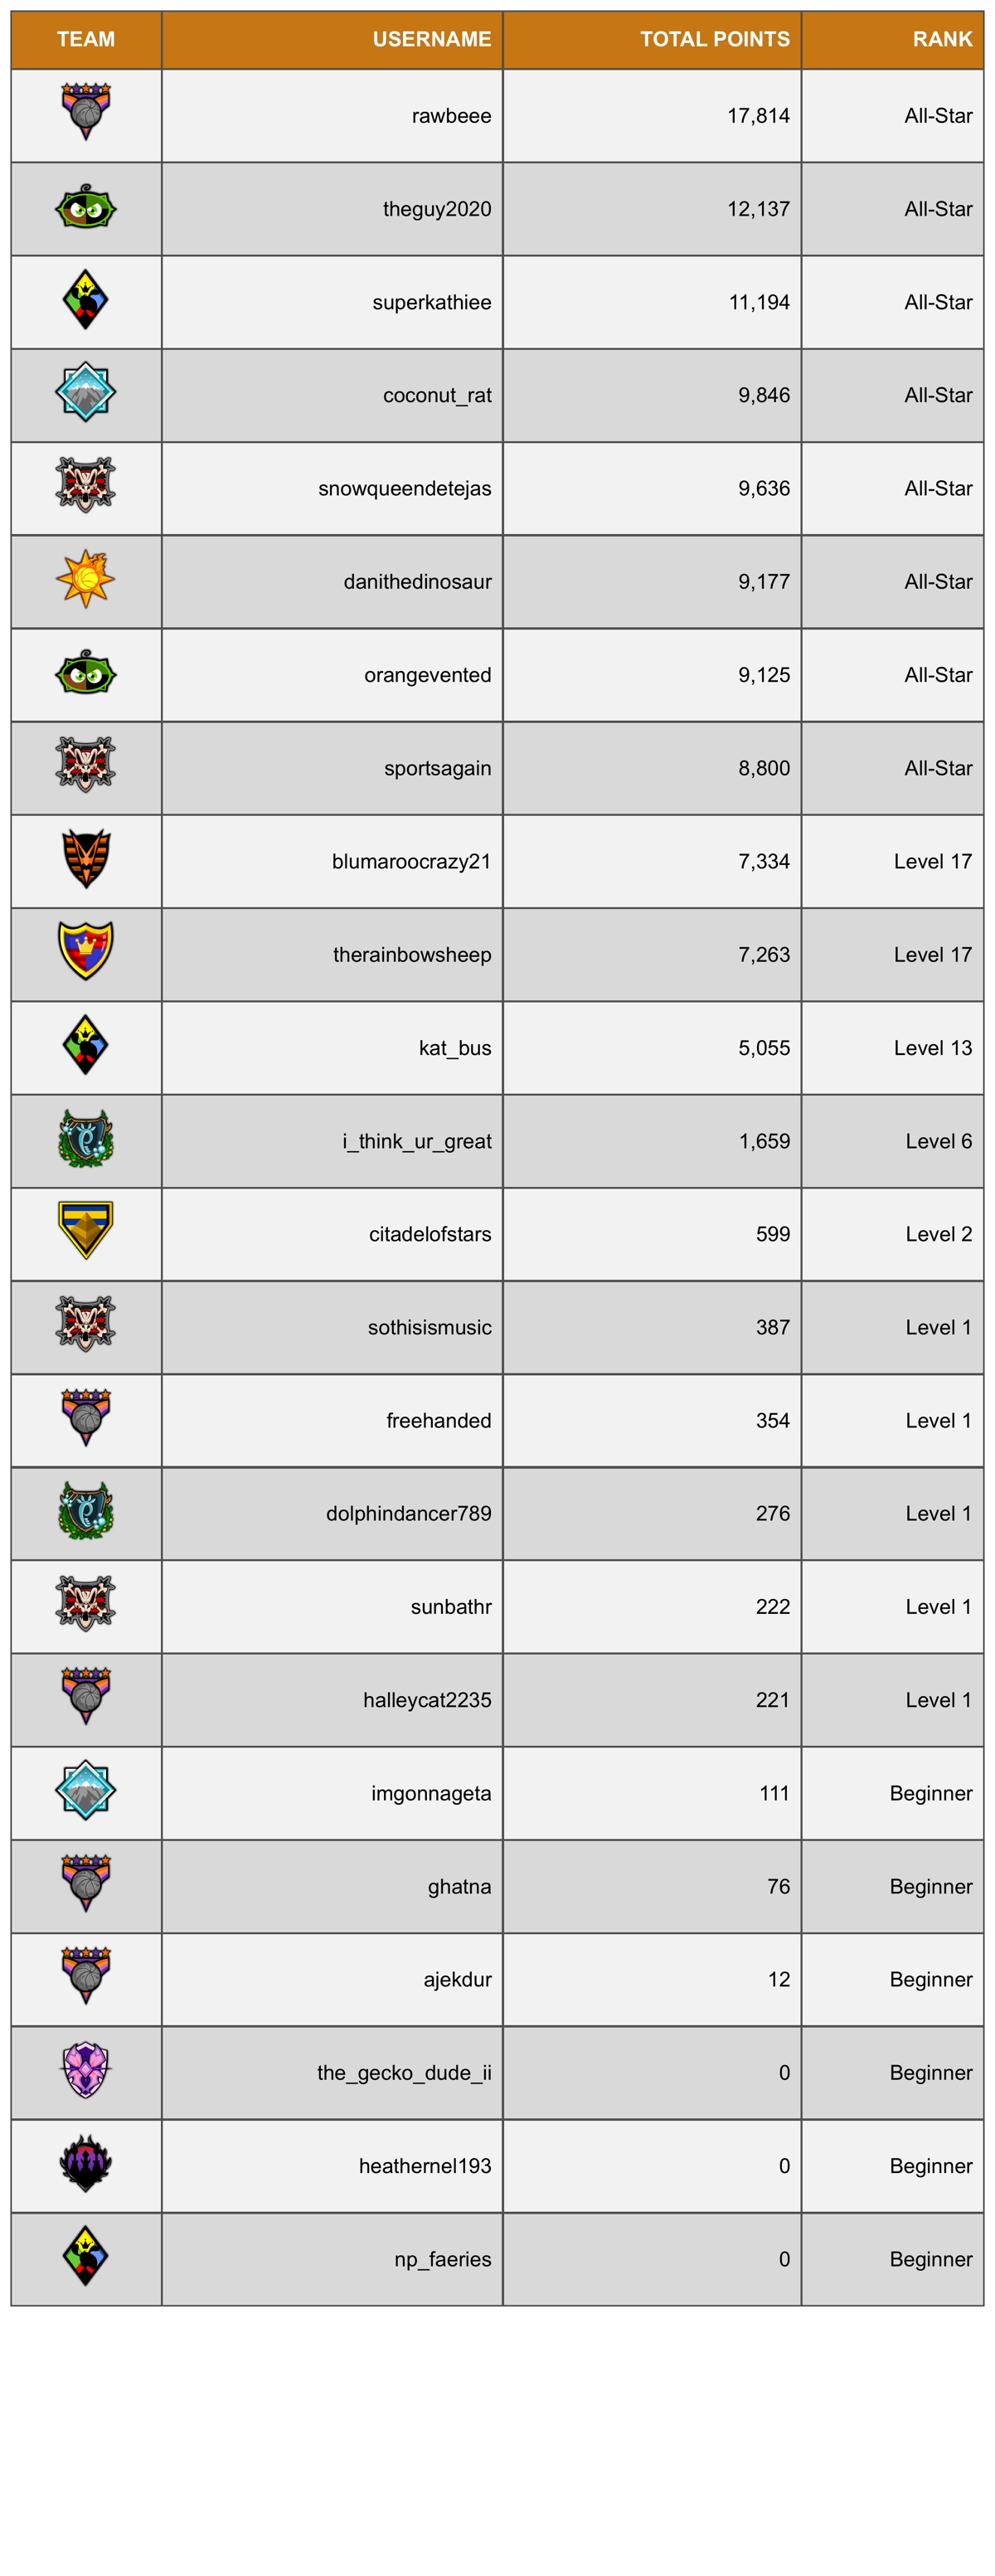 TEAM USERNAME TOTAL POINTS RANK
rawbeee 17,814 All-Star
theguy2020 12,137 All-Star
superkathiee 11,194 All-Star
coconut_rat 9,846 All-Star
snowqueendetejas 9,636 All-Star
danithedinosaur 9,177 All-Star
orangevented 9,125 All-Star
sportsagain 8,800 All-Star
blumaroocrazy21 7,334 Level 17
therainbowsheep 7,263 Level 17
kat_bus 5,055 Level 13
i_think_ur_great 1,659 Level 6
citadelofstars 599 Level 2
sothisismusic 387 Level 1
freehanded 354 Level 1
dolphindancer789 276 Level 1
sunbathr 222 Level 1
halleycat2235 221 Level 1
imgonnageta 111 Beginner
ghatna 76 Beginner
ajekdur 12 Beginner
the_gecko_dude_ii 0 Beginner
heathernel193 0 Beginner
np_faeries 0 Beginner